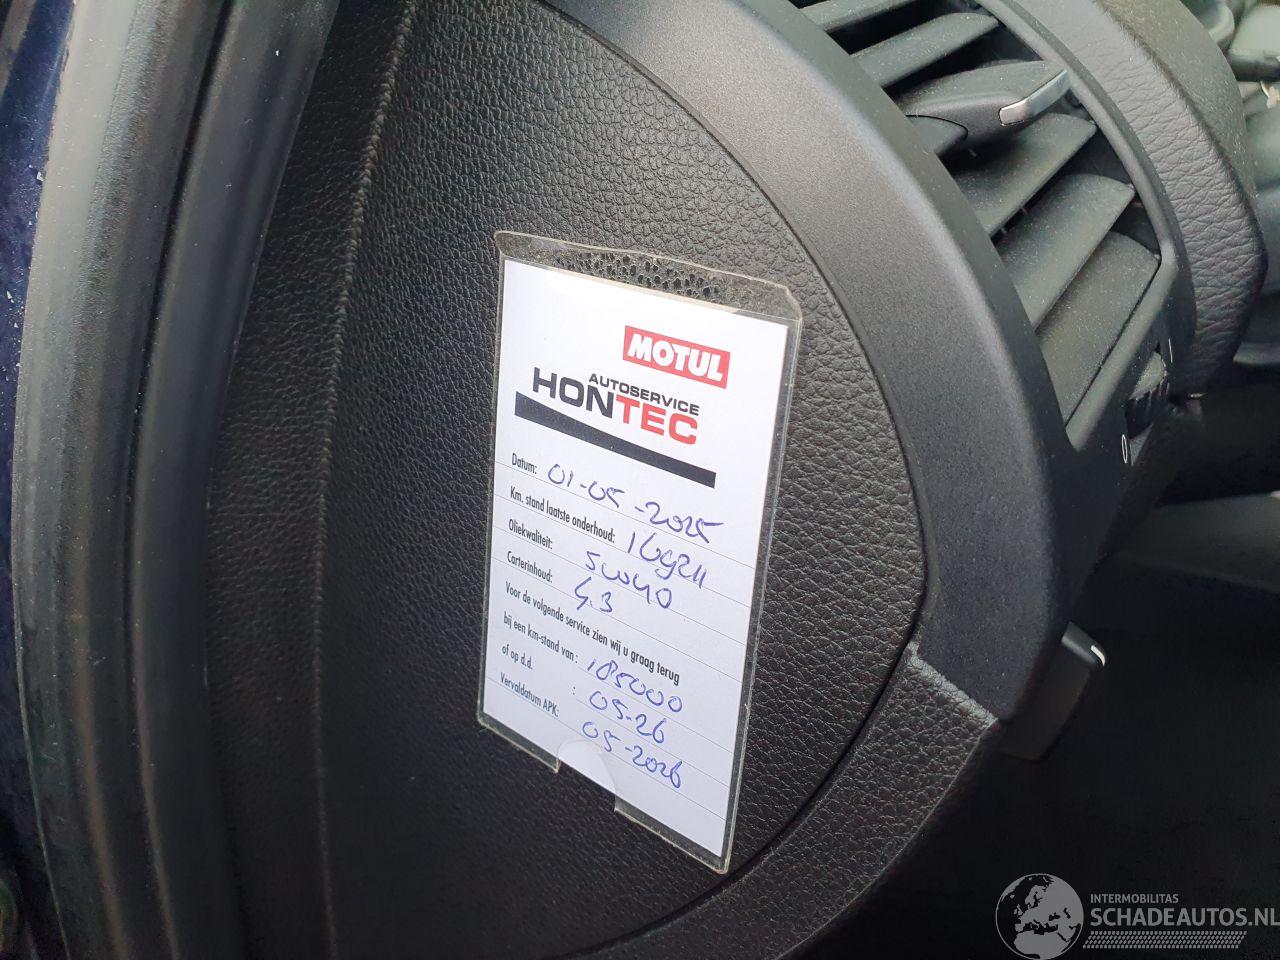 MOTUL
AUTOSERVICE
HONTEC
Datum: 01-05-2025
Km. stand laatste onderhoud:
Oliekwaliteit: 5W40
Carterinhoud: 4.3
Voor de volgende service zien wij u graag terug
bij een km-stand van: 185000
of op d.d. : 05-26
Vervaldatum APK: 05-2026
0
INTERMOBILITAS
SCHADEAUTOS.NL